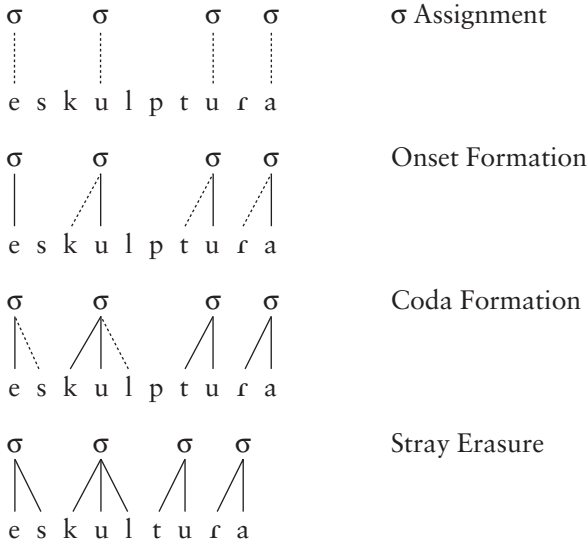 σ σ σ σ σ Assignment
e s k u l p t u ɾ a
σ σ σ σ Onset Formation
e s k u l p t u ɾ a
σ σ σ σ Coda Formation
e s k u l p t u ɾ a
σ σ σ σ Stray Erasure
e s k u l t u ɾ a